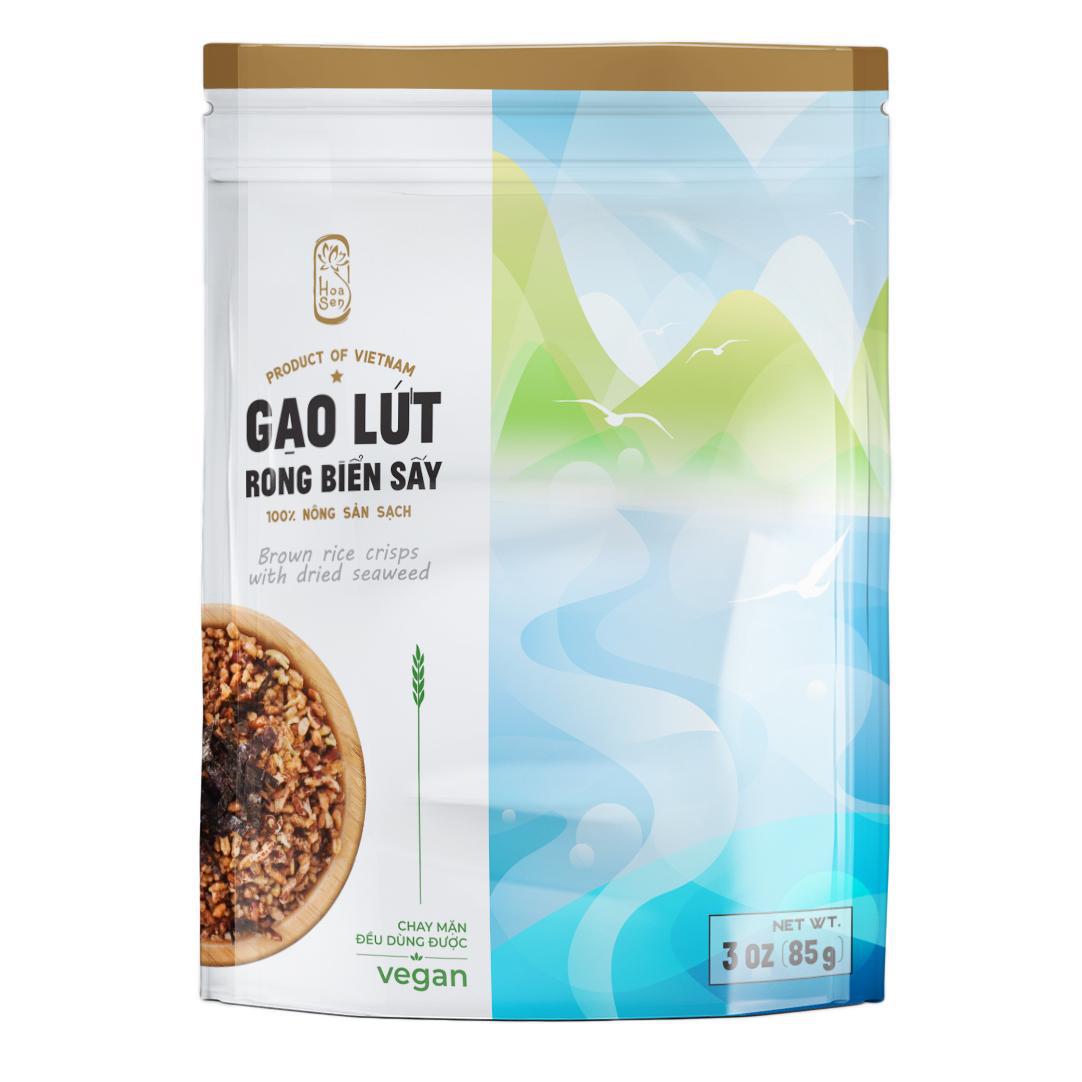 Hoa
Sen
PRODUCT OF VIETNAM
GẠO LỨT
RONG BIỂN SẤY
100% NÔNG SẢN SẠCH
Brown rice crisps
with dried seaweed
CHAY MẶN
ĐỀU DÙNG ĐƯỢC
vegan
NET WT.
3 OZ (85g)